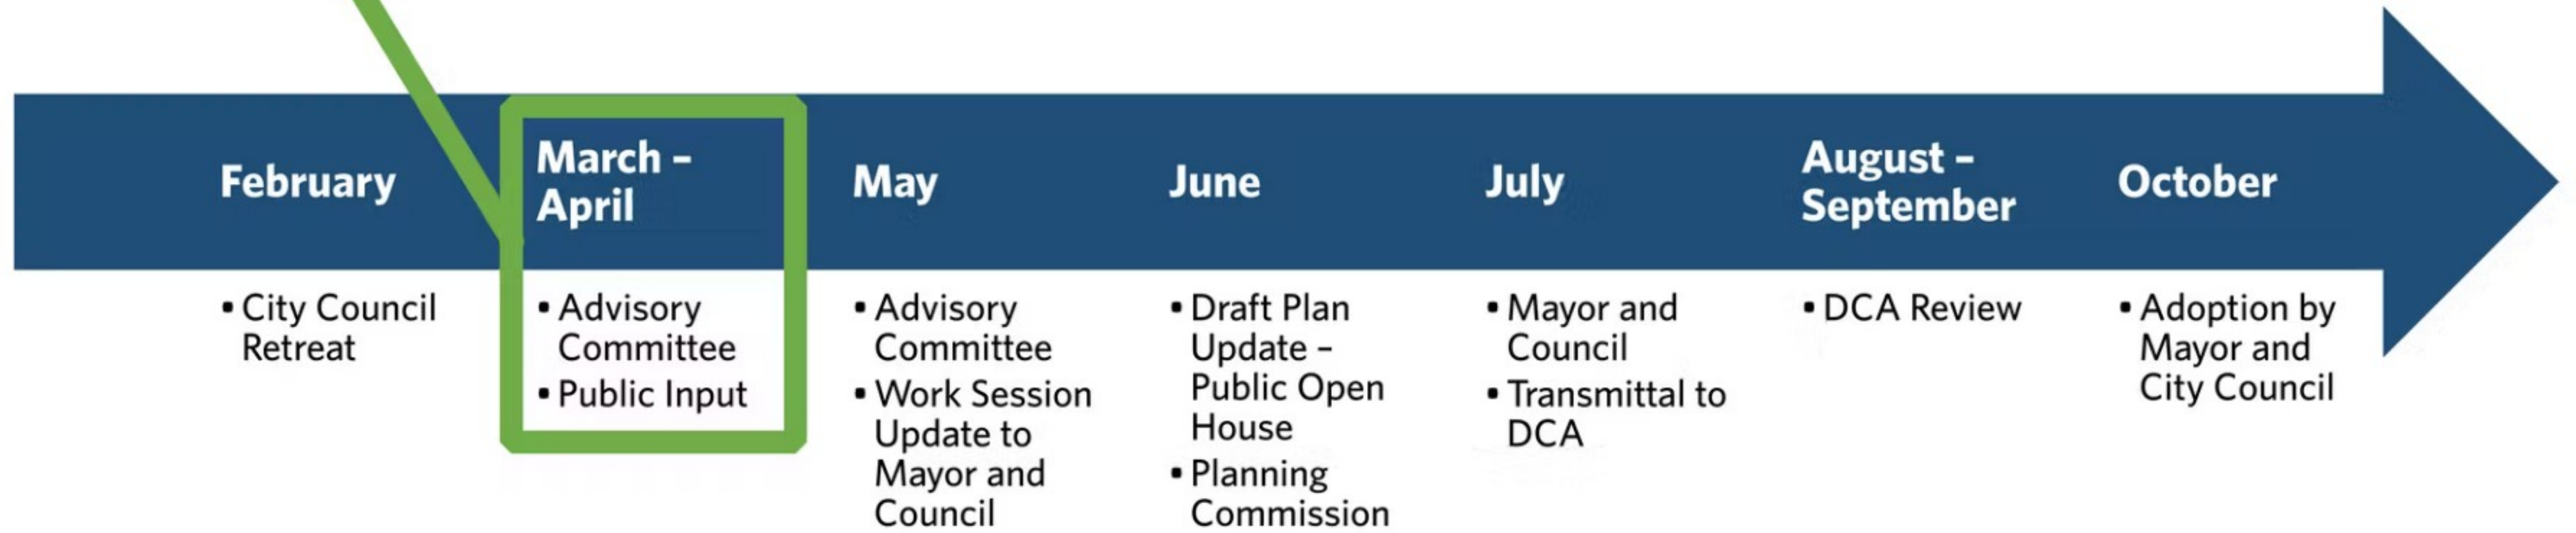 February
March –
April
May
June
July
August –
September
October
▪ City Council
Retreat
▪ Advisory
Committee
▪ Public Input
▪ Advisory
Committee
▪ Work Session
Update to
Mayor and
Council
▪ Draft Plan
Update –
Public Open
House
▪ Planning
Commission
▪ Mayor and
Council
▪ Transmittal to
DCA
▪ DCA Review
▪ Adoption by
Mayor and
City Council